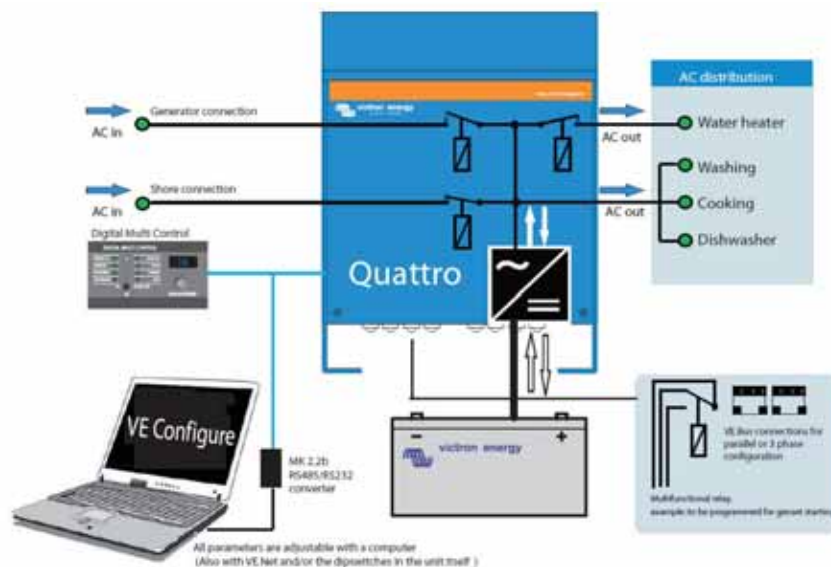 Generator connection
AC in
Shore connection
AC in
Digital Multi Control
victron energy
Quattro
AC out
AC out
AC distribution
Water heater
Washing
Cooking
Dishwasher
VE Configure
MK 2.2b
RS485/RS232
converter
victron energy
VE.Bus connections for
parallel or 3 phase
configuration
Multifunctional relay
example to be programmed for genset starting
All parameters are adjustable with a computer
(Also with VE.Net and/or the dipswitches in the unit itself )